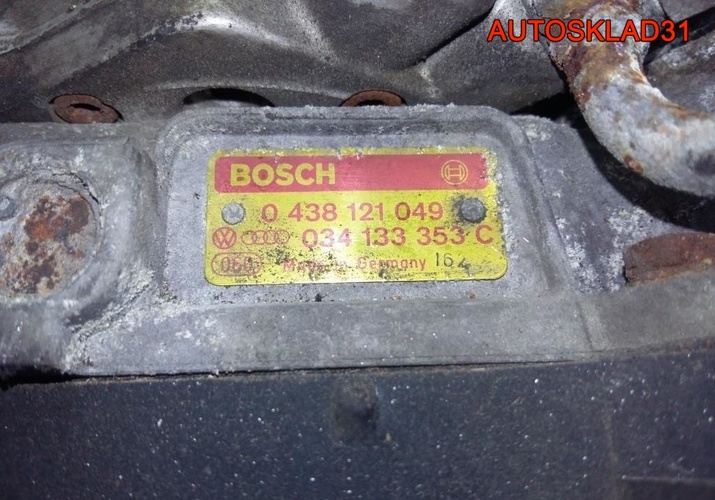 AUTOSKLAD31
BOSCH
0 438 121 049
034 133 353 C
Germany 164